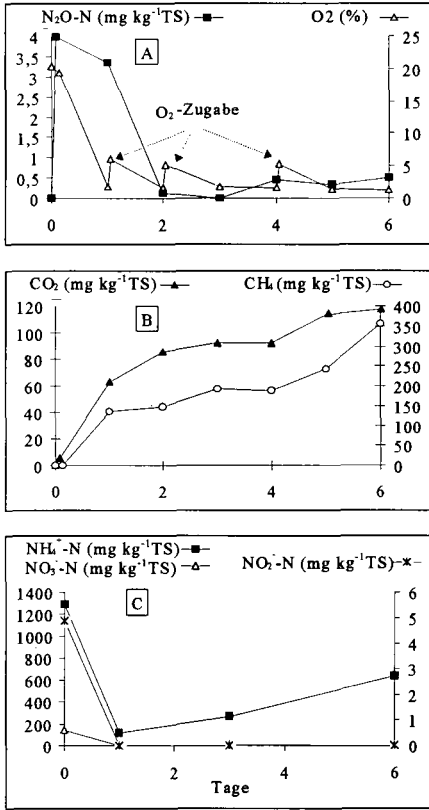 N₂O-N (mg kg⁻¹TS) O2 (%)
A
4 25
3,5
3 20
2,5 15
2
1,5 O₂-Zugabe 10
1
0,5 5
0 0
0 2 4 6
CO₂ (mg kg⁻¹TS) CH₄ (mg kg⁻¹TS)
B
120 400
100 350
300
80 250
60 200
40 150
100
20 50
0 0
0 2 4 6
NH₄⁺-N (mg kg⁻¹TS) NO₂⁻-N (mg kg⁻¹TS)
NO₃⁻-N (mg kg⁻¹TS)
C
1400 6
1200 5
1000 4
800
600 3
400 2
200 1
0 0
0 2 4 6
Tage